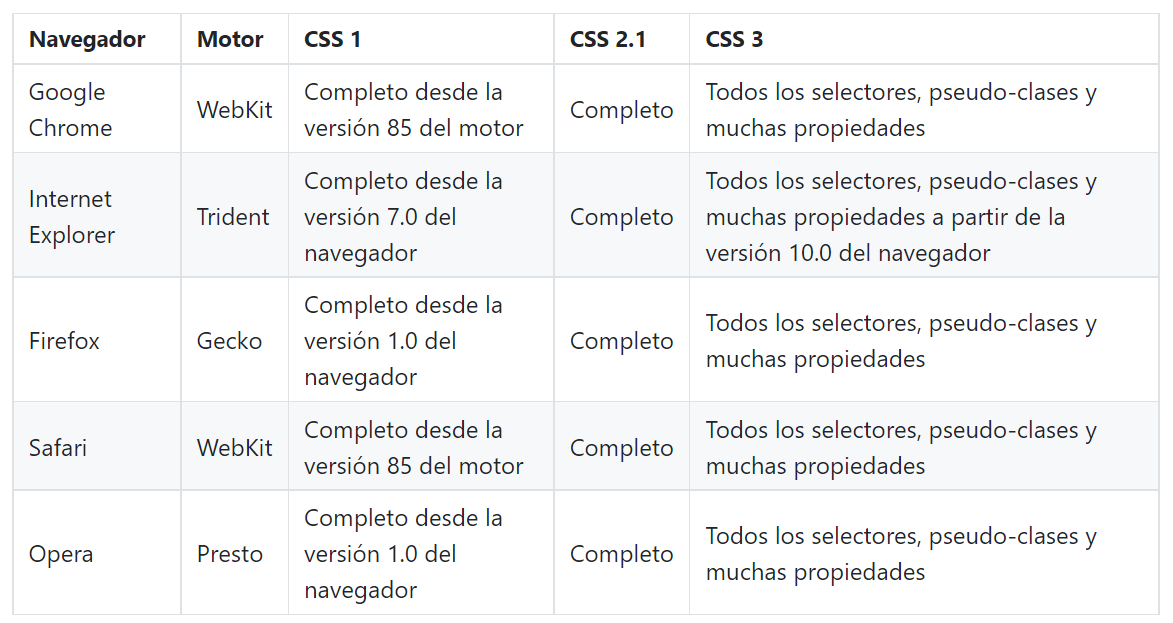 Navegador Motor CSS 1 CSS 2.1 CSS 3
Google
Chrome
WebKit
Completo desde la
versión 85 del motor
Completo
Todos los selectores, pseudo-clases y
muchas propiedades
Internet
Explorer
Trident
Completo desde la
versión 7.0 del
navegador
Completo
Todos los selectores, pseudo-clases y
muchas propiedades a partir de la
versión 10.0 del navegador
Firefox
Gecko
Completo desde la
versión 1.0 del
navegador
Completo
Todos los selectores, pseudo-clases y
muchas propiedades
Safari
WebKit
Completo desde la
versión 85 del motor
Completo
Todos los selectores, pseudo-clases y
muchas propiedades
Opera
Presto
Completo desde la
versión 1.0 del
navegador
Completo
Todos los selectores, pseudo-clases y
muchas propiedades